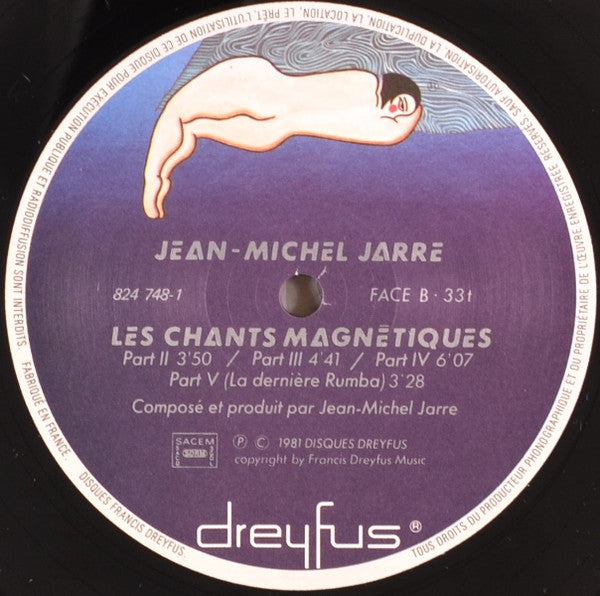 JEAN-MICHEL JARRE
824 748-1
FACE B · 33t
LES CHANTS MAGNĒTIQUES
Part II 3'50 / Part III 4'41 / Part IV 6'07
Part V (La dernière Rumba) 3'28
Composé et produit par Jean-Michel Jarre
SACEM
Ⓟ © 1981 DISQUES DREYFUS
copyright by Francis Dreyfus Music
dreyfus®
DISQUES FRANCIS DREYFUS. TOUS DROITS DU PRODUCTEUR PHONOGRAPHIQUE ET DU PROPRIÉTAIRE DE L'ŒUVRE ENREGISTRÉE RÉSERVÉS. SAUF AUTORISATION, LA DUPLICATION, LA LOCATION, LE PRÊT, L'UTILISATION DE CE DISQUE POUR EXÉCUTION PUBLIQUE ET RADIODIFFUSION SONT INTERDITS. FABRIQUÉ EN FRANCE.